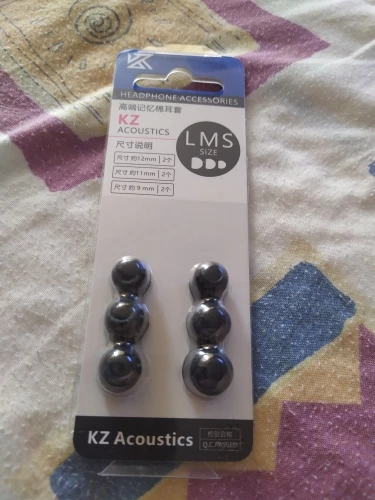 HEADPHONE ACCESSORIES
高端记忆棉耳套
KZ
ACOUSTICS
LMS
SIZE
尺寸说明
尺寸 约12mm 2个
尺寸 约11mm 2个
尺寸 约9mm 2个
KZ Acoustics
检验合格
Q.C.PASSED